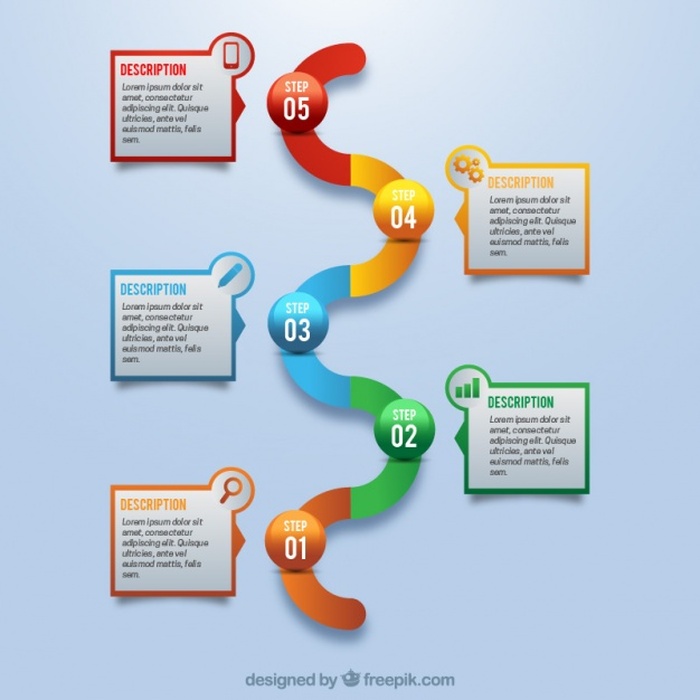 STEP
05
DESCRIPTION
Lorem ipsum dolor sit
amet, consectetur
adipiscing elit. Quisque
ultricies, ante vel
euismod mattis, felis
sem.
STEP
04
DESCRIPTION
Lorem ipsum dolor sit
amet, consectetur
adipiscing elit. Quisque
ultricies, ante vel
euismod mattis, felis
sem.
STEP
03
DESCRIPTION
Lorem ipsum dolor sit
amet, consectetur
adipiscing elit. Quisque
ultricies, ante vel
euismod mattis, felis
sem.
STEP
02
DESCRIPTION
Lorem ipsum dolor sit
amet, consectetur
adipiscing elit. Quisque
ultricies, ante vel
euismod mattis, felis
sem.
STEP
01
DESCRIPTION
Lorem ipsum dolor sit
amet, consectetur
adipiscing elit. Quisque
ultricies, ante vel
euismod mattis, felis
sem.
designed by freepik.com